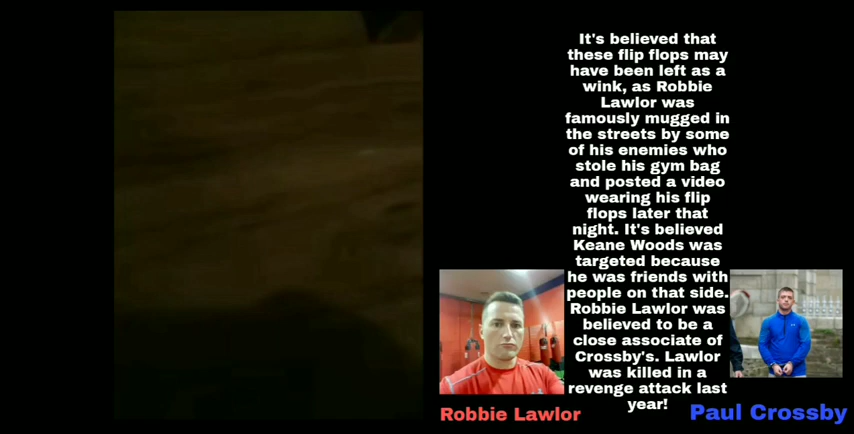 It's believed that
these flip flops may
have been left as a
wink, as Robbie
Lawlor was
famously mugged in
the streets by some
of his enemies who
stole his gym bag
and posted a video
wearing his flip
flops later that
night. It's believed
Keane Woods was
targeted because
he was friends with
people on that side.
Robbie Lawlor was
believed to be a
close associate of
Crossby's. Lawlor
was killed in a
revenge attack last
year!
Robbie Lawlor
Paul Crossby